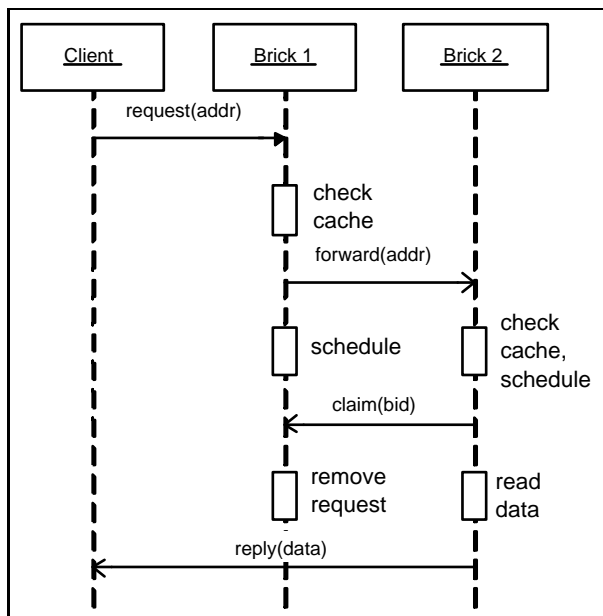 Client
Brick 1
Brick 2
request(addr)
check
cache
forward(addr)
schedule
check
cache,
schedule
claim(bid)
remove
request
read
data
reply(data)